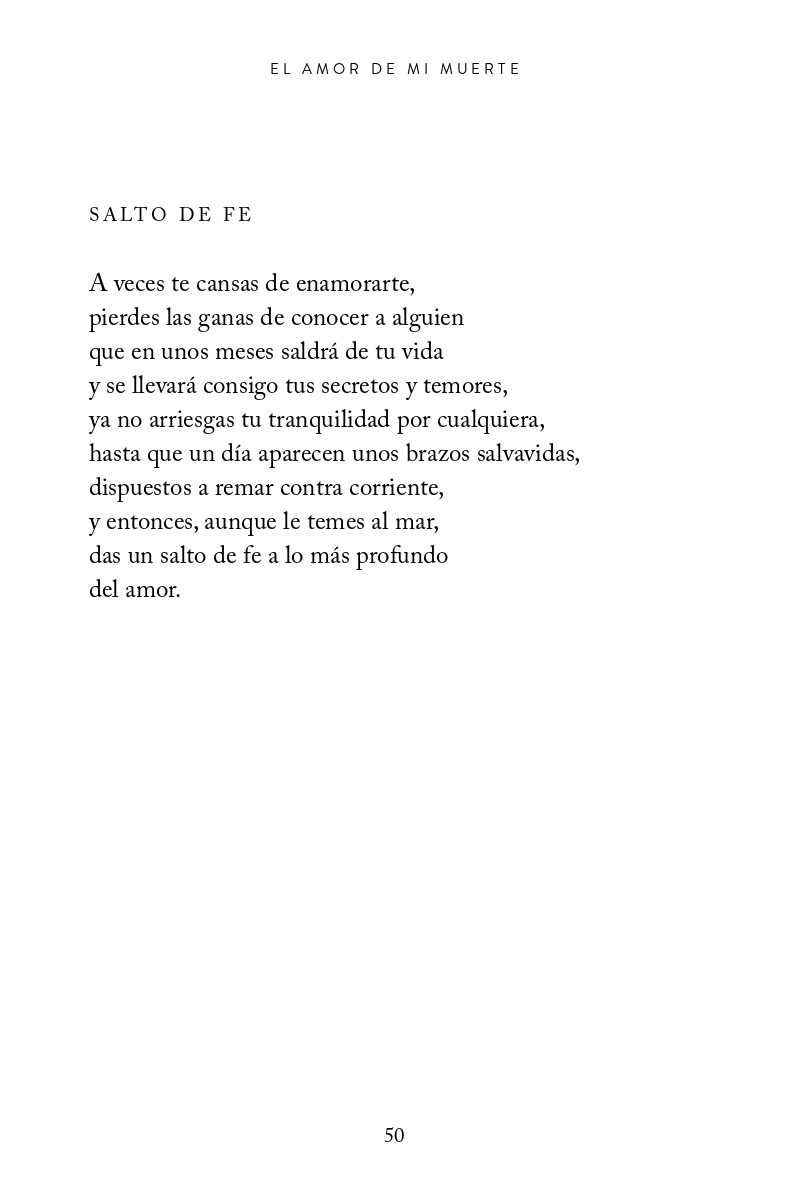 EL AMOR DE MI MUERTE
SALTO DE FE
A veces te cansas de enamorarte,
pierdes las ganas de conocer a alguien
que en unos meses saldrá de tu vida
y se llevará consigo tus secretos y temores,
ya no arriesgas tu tranquilidad por cualquiera,
hasta que un día aparecen unos brazos salvavidas,
dispuestos a remar contra corriente,
y entonces, aunque le temes al mar,
das un salto de fe a lo más profundo
del amor.
50